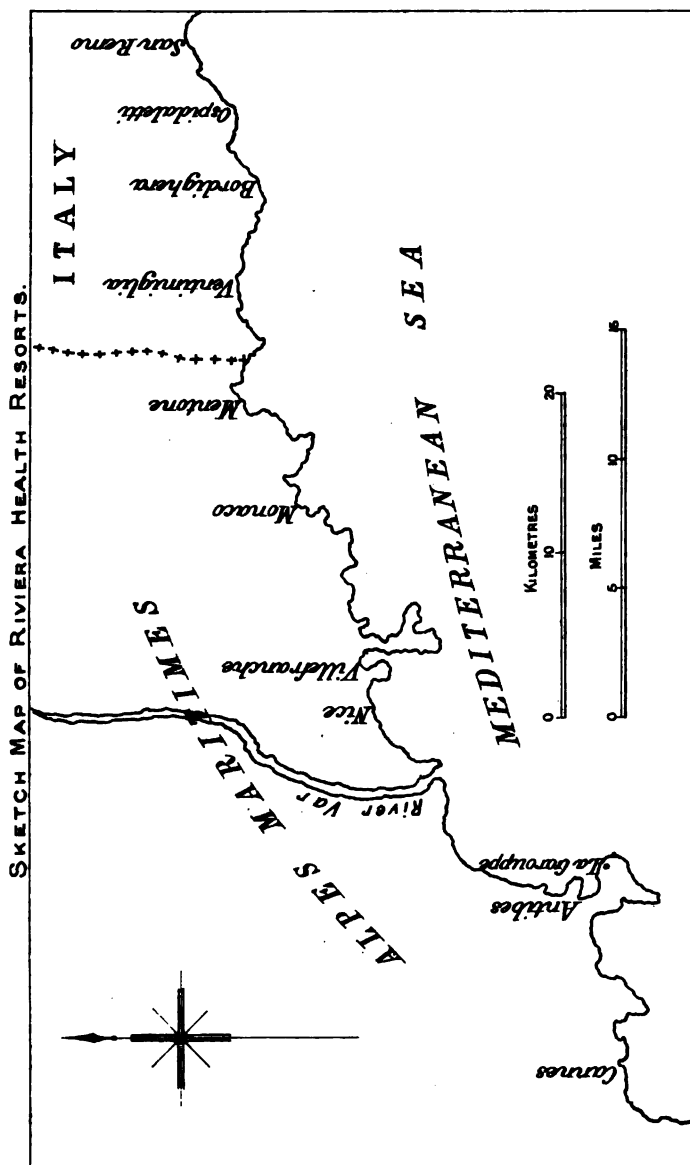 SKETCH MAP OF RIVIERA HEALTH RESORTS.
ITALY
San Remo
Ospidaletti
Bordighera
Ventimiglia
Mentone
Monaco
Villefranche
Nice
River Var
ALPES MARITIMES
La Garouppe
Antibes
Cannes
MEDITERRANEAN SEA
KILOMETRES
0 10 20
MILES
0 5 10 15